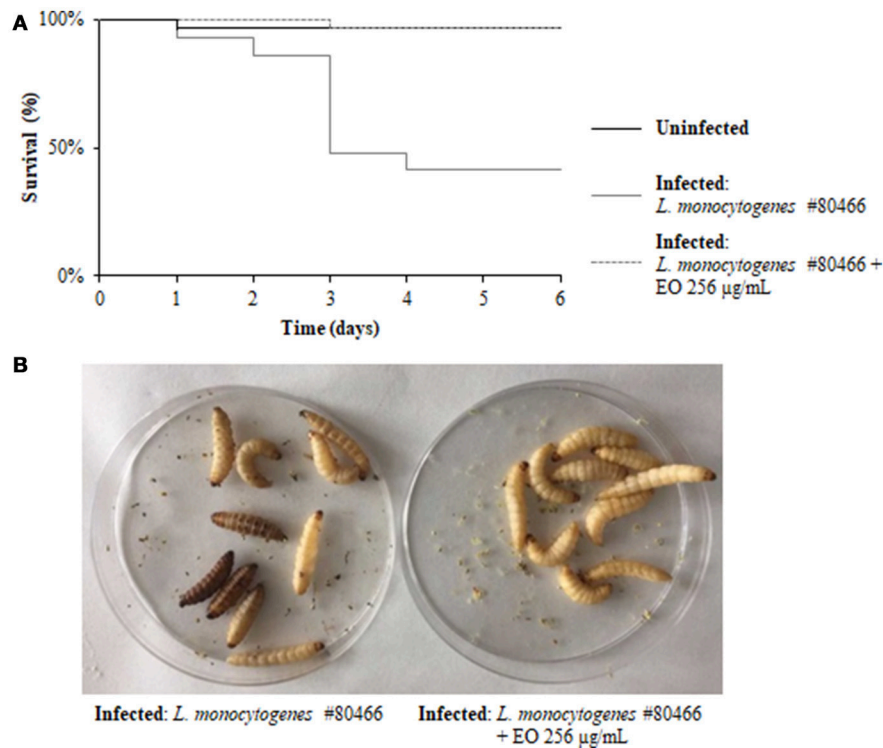 A
100%
50%
0%
Survival (%)
0 1 2 3 4 5 6
Time (days)
Uninfected
Infected:
L. monocytogenes #80466
Infected:
L. monocytogenes #80466 +
EO 256 µg/mL
B
Infected: L. monocytogenes #80466
Infected: L. monocytogenes #80466
+ EO 256 µg/mL